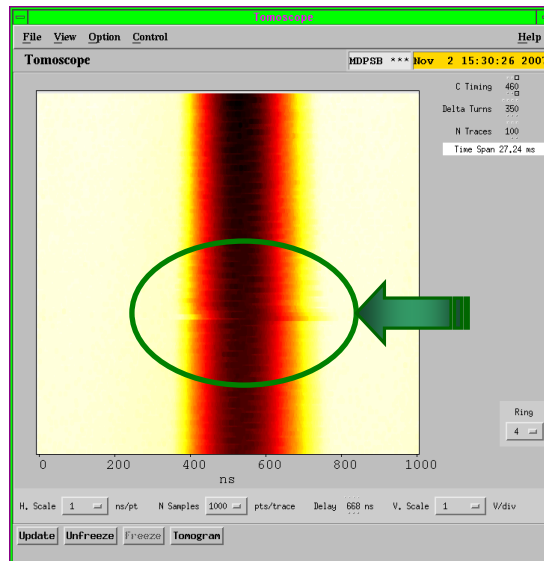 Tomoscope
File View Option Control Help
Tomoscope MDPSB *** Nov 2 15:30:26 2007
C Timing 460
Delta Turns 350
N Traces 100
Time Span 27.24 ms
Ring
4
0 200 400 600 800 1000
ns
H. Scale 1 ns/pt N Samples 1000 pts/trace Delay 668 ns V. Scale 1 V/div
Update Unfreeze Freeze Tomogram